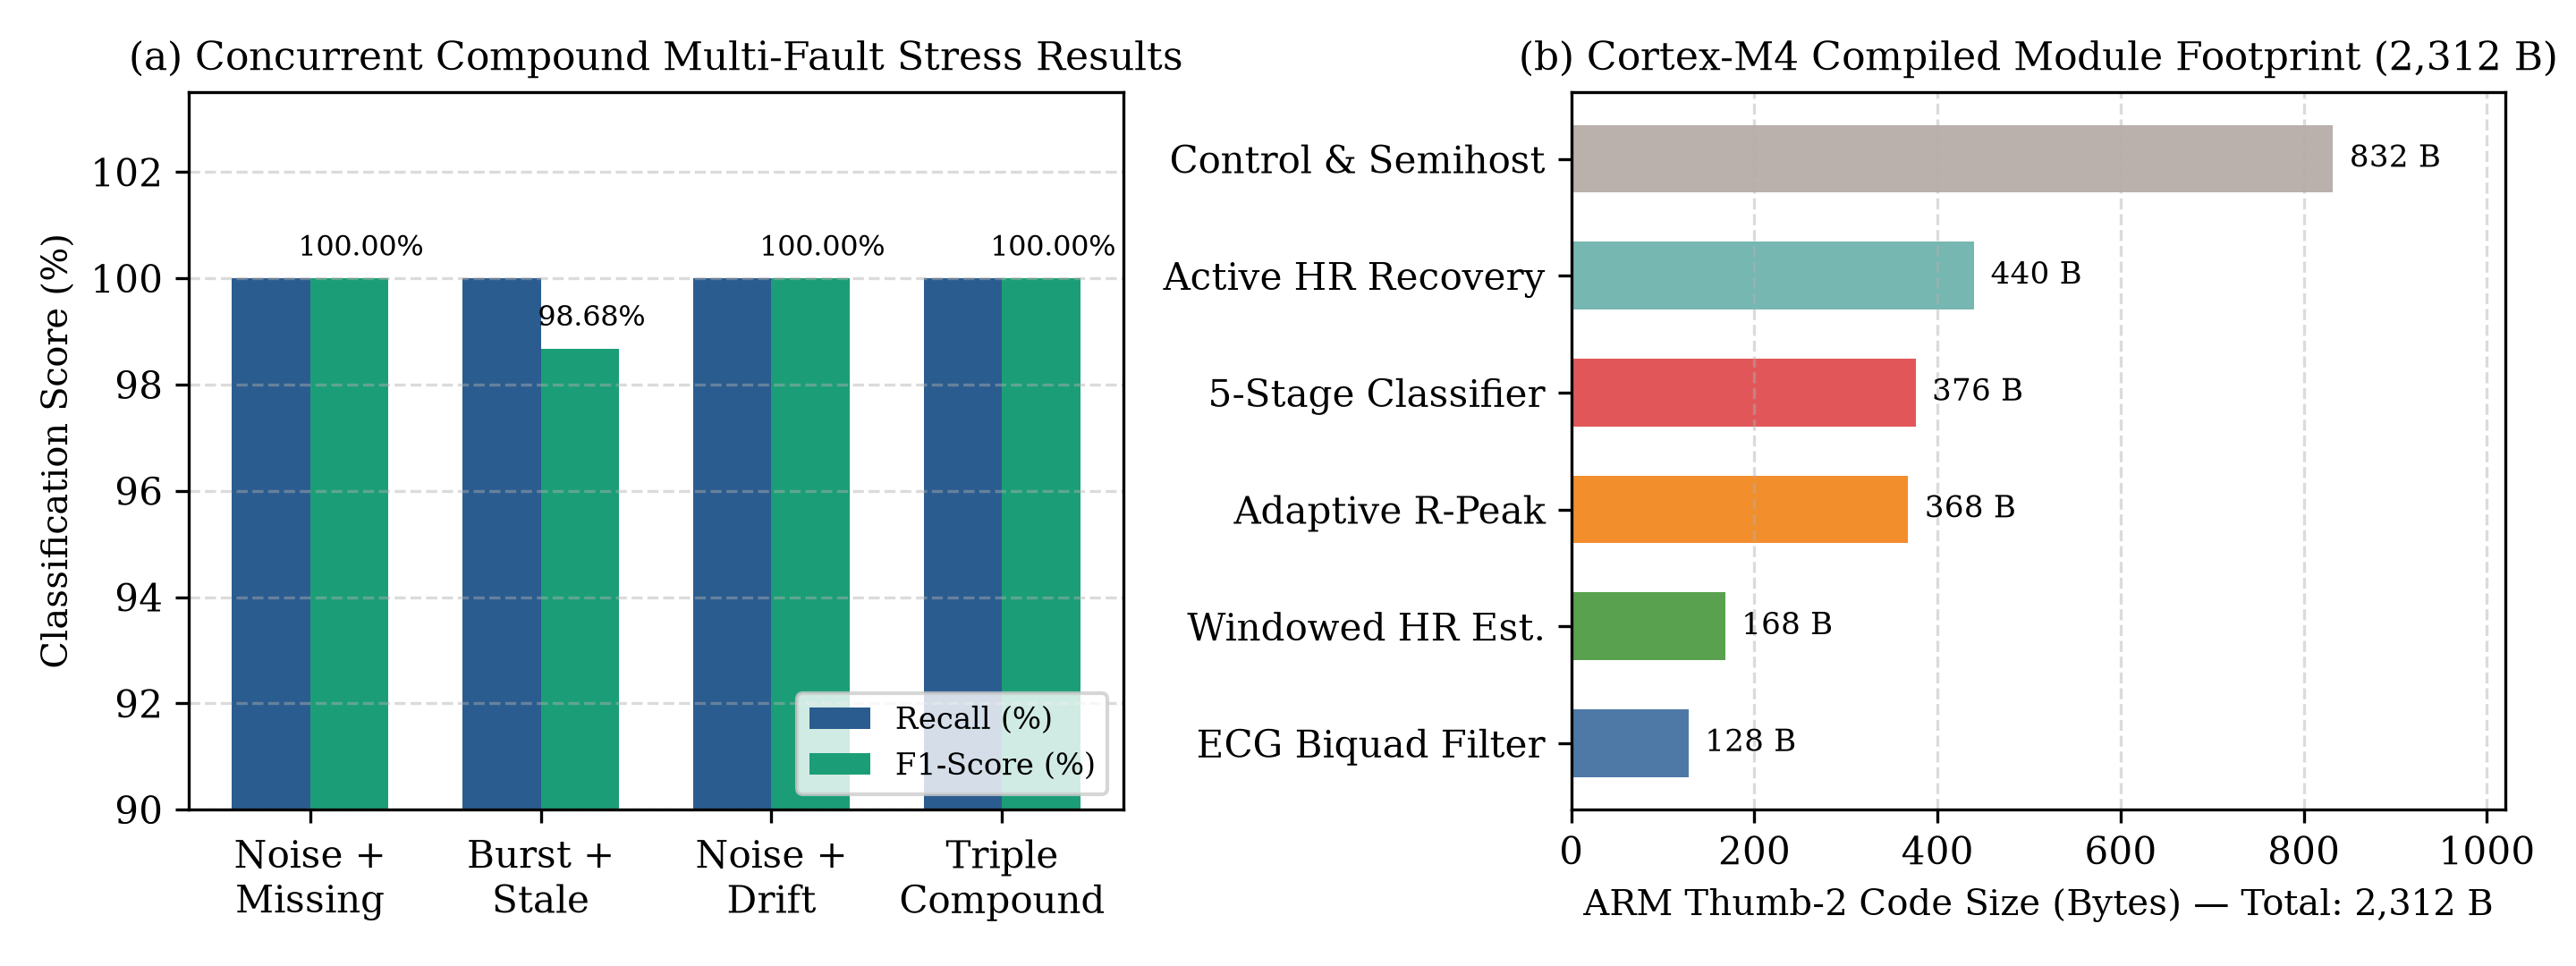 (a) Concurrent Compound Multi-Fault Stress Results
Classification Score (%)
102
100
98
96
94
92
90
100.00%
98.68%
100.00%
100.00%
Recall (%)
F1-Score (%)
Noise +
Missing
Burst +
Stale
Noise +
Drift
Triple
Compound
(b) Cortex-M4 Compiled Module Footprint (2,312 B)
Control & Semihost
832 B
Active HR Recovery
440 B
5-Stage Classifier
376 B
Adaptive R-Peak
368 B
Windowed HR Est.
168 B
ECG Biquad Filter
128 B
0
200
400
600
800
1000
ARM Thumb-2 Code Size (Bytes) — Total: 2,312 B